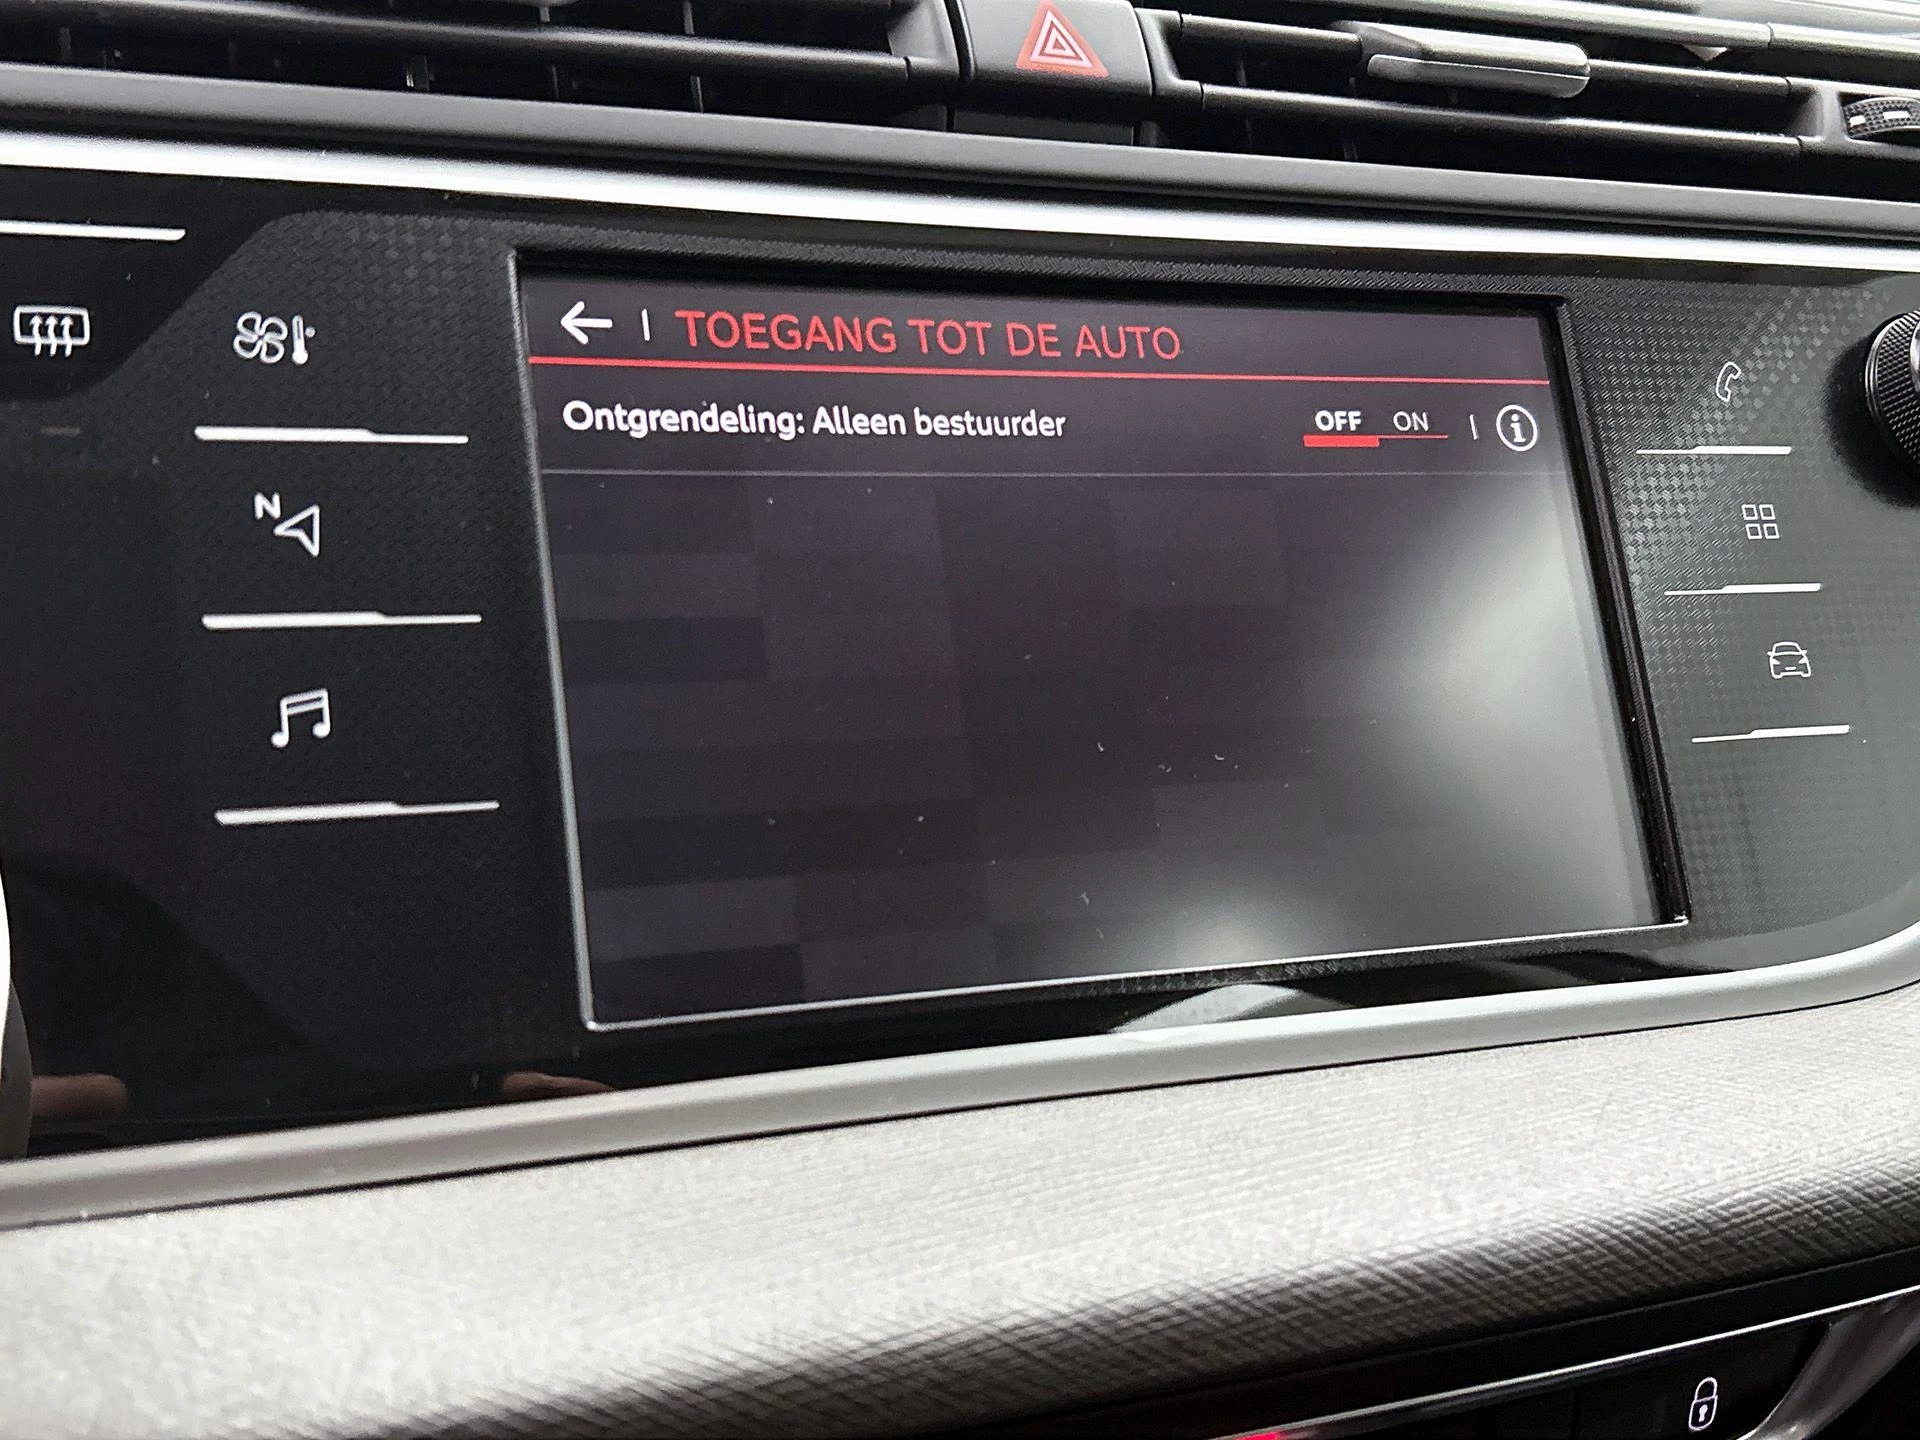 TOEGANG TOT DE AUTO
Ontgrendeling: Alleen bestuurder OFF ON
N